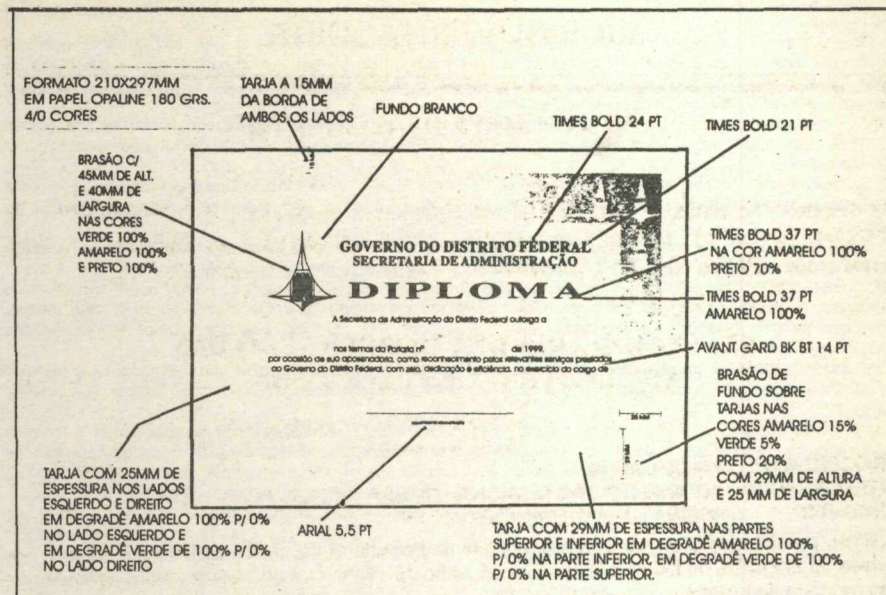 FORMATO 210X297MM
EM PAPEL OPALINE 180 GRS.
4/0 CORES
TARJA A 15MM
DA BORDA DE
AMBOS OS LADOS
FUNDO BRANCO
TIMES BOLD 24 PT
TIMES BOLD 21 PT
BRASÃO C/
45MM DE ALT.
E 40MM DE
LARGURA
NAS CORES
VERDE 100%
AMARELO 100%
E PRETO 100%
GOVERNO DO DISTRITO FEDERAL
SECRETARIA DE ADMINISTRAÇÃO
DIPLOMA
A Secretaria de Administração do Distrito Federal outorga a
nos termos da Portaria nº de 1999,
por ocasião de sua aposentadoria, como reconhecimento pelos relevantes serviços prestados
ao Governo do Distrito Federal, com zelo, dedicação e eficiência, no exercício do cargo de
TIMES BOLD 37 PT
NA COR AMARELO 100%
PRETO 70%
TIMES BOLD 37 PT
AMARELO 100%
AVANT GARD BK BT 14 PT
BRASÃO DE
FUNDO SOBRE
TARJAS NAS
CORES AMARELO 15%
VERDE 5%
PRETO 20%
COM 29MM DE ALTURA
E 25 MM DE LARGURA
TARJA COM 25MM DE
ESPESSURA NOS LADOS
ESQUERDO E DIREITO
EM DEGRADÊ AMARELO 100% P/ 0%
NO LADO ESQUERDO E
EM DEGRADÊ VERDE DE 100% P/ 0%
NO LADO DIREITO
ARIAL 5,5 PT
TARJA COM 29MM DE ESPESSURA NAS PARTES
SUPERIOR E INFERIOR EM DEGRADÊ AMARELO 100%
P/ 0% NA PARTE INFERIOR, EM DEGRADÊ VERDE DE 100%
P/ 0% NA PARTE SUPERIOR.